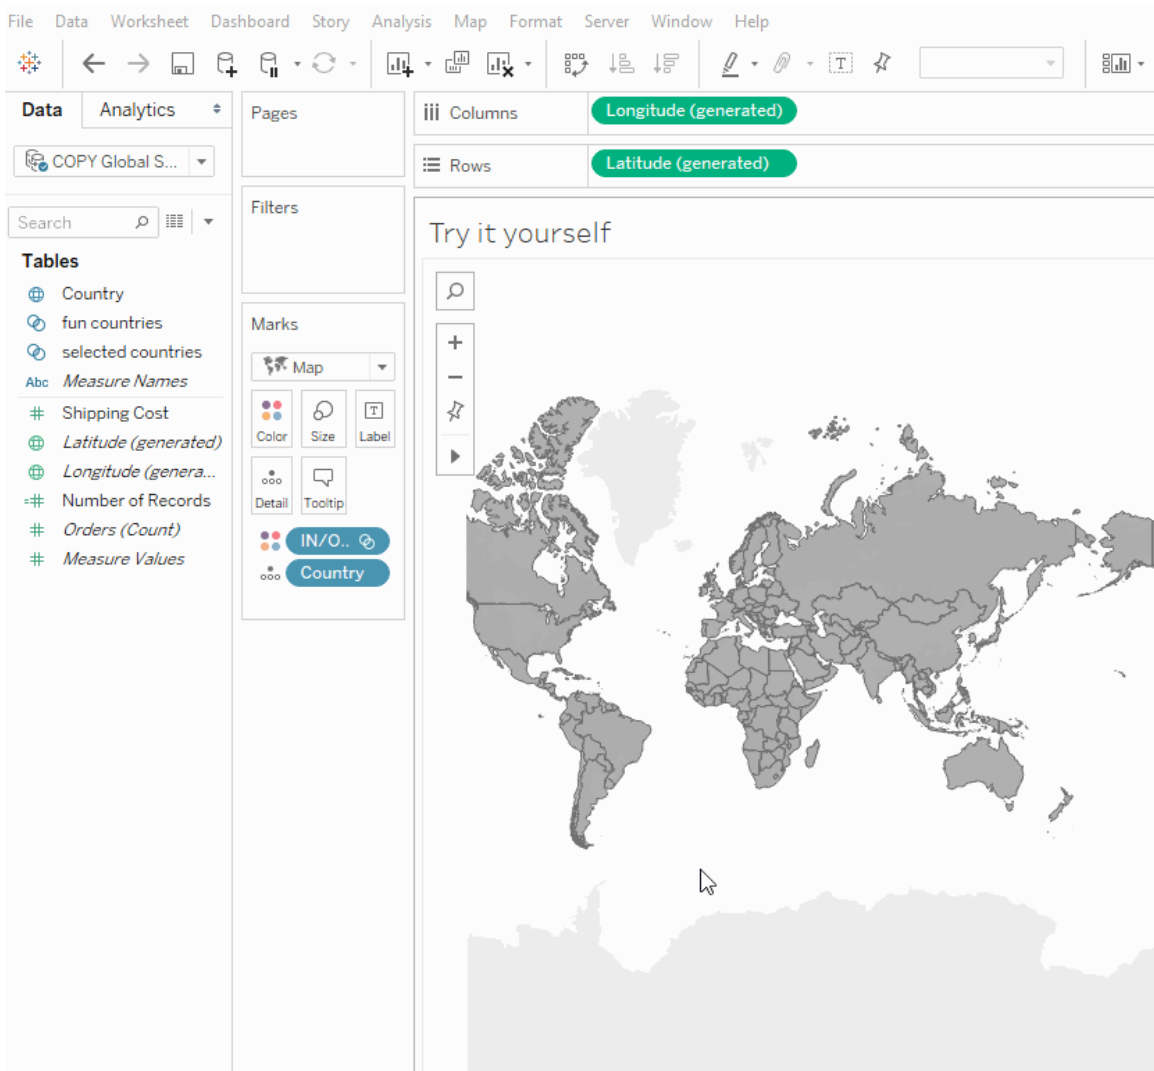 File Data Worksheet Dashboard Story Analysis Map Format Server Window Help
Data Analytics
COPY Global S...
Search
Tables
Country
fun countries
selected countries
Abc Measure Names
Shipping Cost
Latitude (generated)
Longitude (genera...
Number of Records
Orders (Count)
Measure Values
Pages
Filters
Marks
Map
Color Size Label
Detail Tooltip
IN/O..
Country
Columns Longitude (generated)
Rows Latitude (generated)
Try it yourself